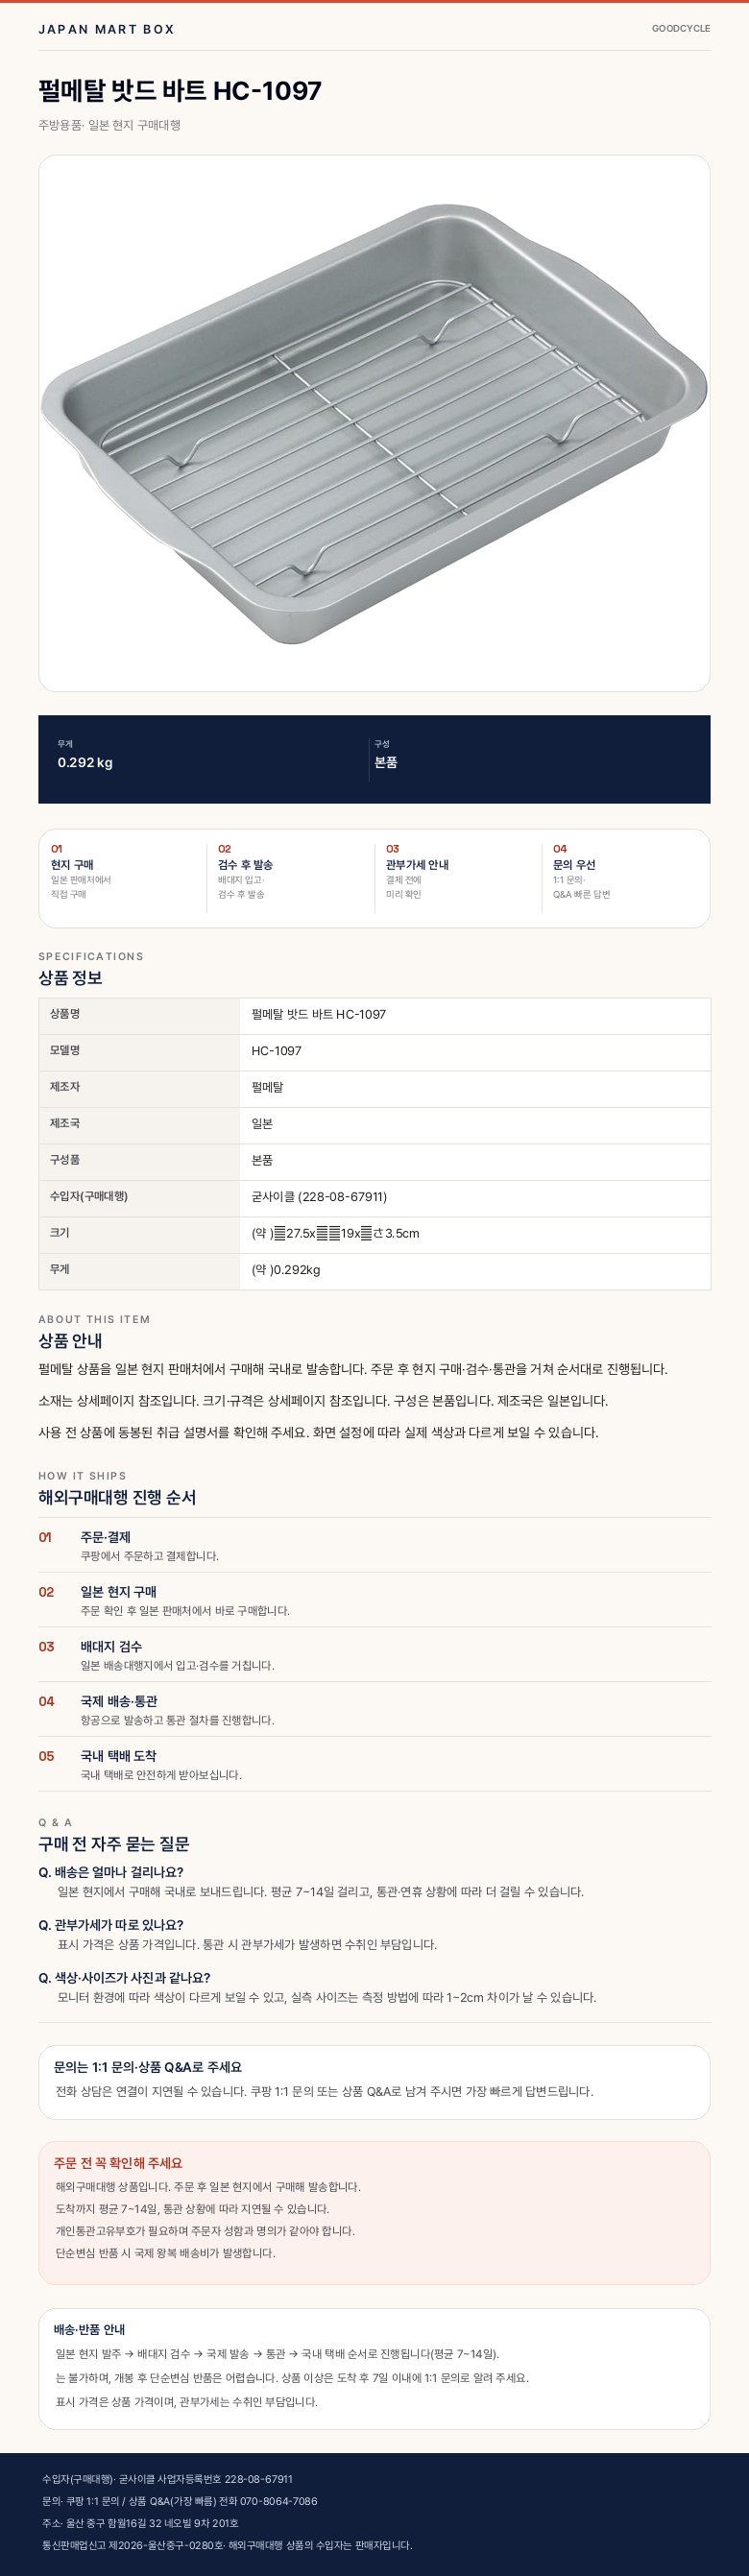 JAPAN MART BOX
GOODCYCLE
펄메탈 밧드 바트 HC-1097
주방용품· 일본 현지 구매대행
무게
0.292 kg
구성
본품
01
현지 구매
일본 판매처에서
직접 구매
02
검수 후 발송
배대지 입고·
검수 후 발송
03
관부가세 안내
결제 전에
미리 확인
04
문의 우선
1:1 문의·
Q&A 빠른 답변
SPECIFICATIONS
상품 정보
상품명 펄메탈 밧드 바트 HC-1097
모델명 HC-1097
제조자 펄메탈
제조국 일본
구성품 본품
수입자(구매대행) 굳사이클 (228-08-67911)
크기 (약 )27.5x19x さ3.5cm
무게 (약 )0.292kg
ABOUT THIS ITEM
상품 안내
펄메탈 상품을 일본 현지 판매처에서 구매해 국내로 발송합니다. 주문 후 현지 구매·검수·통관을 거쳐 순서대로 진행됩니다.
소재는 상세페이지 참조입니다. 크기·규격은 상세페이지 참조입니다. 구성은 본품입니다. 제조국은 일본입니다.
사용 전 상품에 동봉된 취급 설명서를 확인해 주세요. 화면 설정에 따라 실제 색상과 다르게 보일 수 있습니다.
HOW IT SHIPS
해외구매대행 진행 순서
01 주문·결제
쿠팡에서 주문하고 결제합니다.
02 일본 현지 구매
주문 확인 후 일본 판매처에서 바로 구매합니다.
03 배대지 검수
일본 배송대행지에서 입고·검수를 거칩니다.
04 국제 배송·통관
항공으로 발송하고 통관 절차를 진행합니다.
05 국내 택배 도착
국내 택배로 안전하게 받아보십니다.
Q & A
구매 전 자주 묻는 질문
Q. 배송은 얼마나 걸리나요?
일본 현지에서 구매해 국내로 보내드립니다. 평균 7~14일 걸리고, 통관·연휴 상황에 따라 더 걸릴 수 있습니다.
Q. 관부가세가 따로 있나요?
표시 가격은 상품 가격입니다. 통관 시 관부가세가 발생하면 수취인 부담입니다.
Q. 색상·사이즈가 사진과 같나요?
모니터 환경에 따라 색상이 다르게 보일 수 있고, 실측 사이즈는 측정 방법에 따라 1~2cm 차이가 날 수 있습니다.
문의는 1:1 문의·상품 Q&A로 주세요
전화 상담은 연결이 지연될 수 있습니다. 쿠팡 1:1 문의 또는 상품 Q&A로 남겨 주시면 가장 빠르게 답변드립니다.
주문 전 꼭 확인해 주세요
해외구매대행 상품입니다. 주문 후 일본 현지에서 구매해 발송합니다.
도착까지 평균 7~14일, 통관 상황에 따라 지연될 수 있습니다.
개인통관고유부호가 필요하며 주문자 성함과 명의가 같아야 합니다.
단순변심 반품 시 국제 왕복 배송비가 발생합니다.
배송·반품 안내
일본 현지 발주 → 배대지 검수 → 국제 발송 → 통관 → 국내 택배 순서로 진행됩니다(평균 7~14일).
는 불가하며, 개봉 후 단순변심 반품은 어렵습니다. 상품 이상은 도착 후 7일 이내에 1:1 문의로 알려 주세요.
표시 가격은 상품 가격이며, 관부가세는 수취인 부담입니다.
수입자(구매대행)· 굳사이클 사업자등록번호 228-08-67911
문의· 쿠팡 1:1 문의 / 상품 Q&A(가장 빠름) 전화 070-8064-7086
주소· 울산 중구 함월16길 32 네오빌 9차 201호
통신판매업신고 제2026-울산중구-0280호· 해외구매대행 상품의 수입자는 판매자입니다.